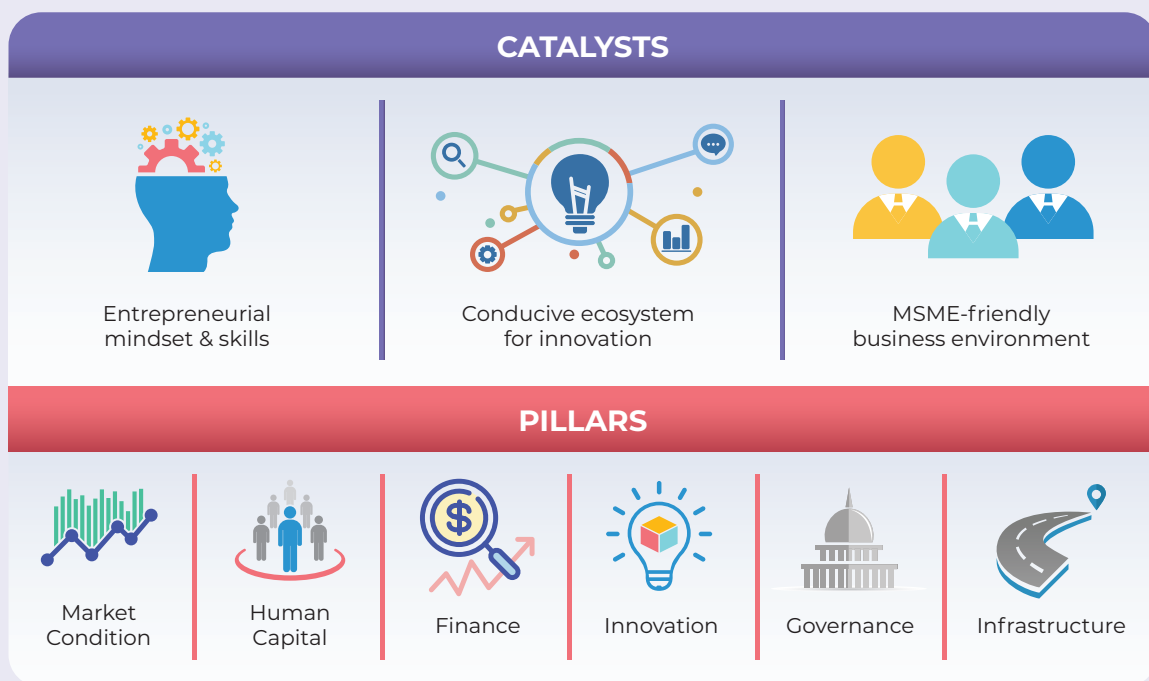 CATALYSTS
Entrepreneurial
mindset & skills
Conducive ecosystem
for innovation
MSME-friendly
business environment
PILLARS
Market
Condition
Human
Capital
Finance
Innovation
Governance
Infrastructure